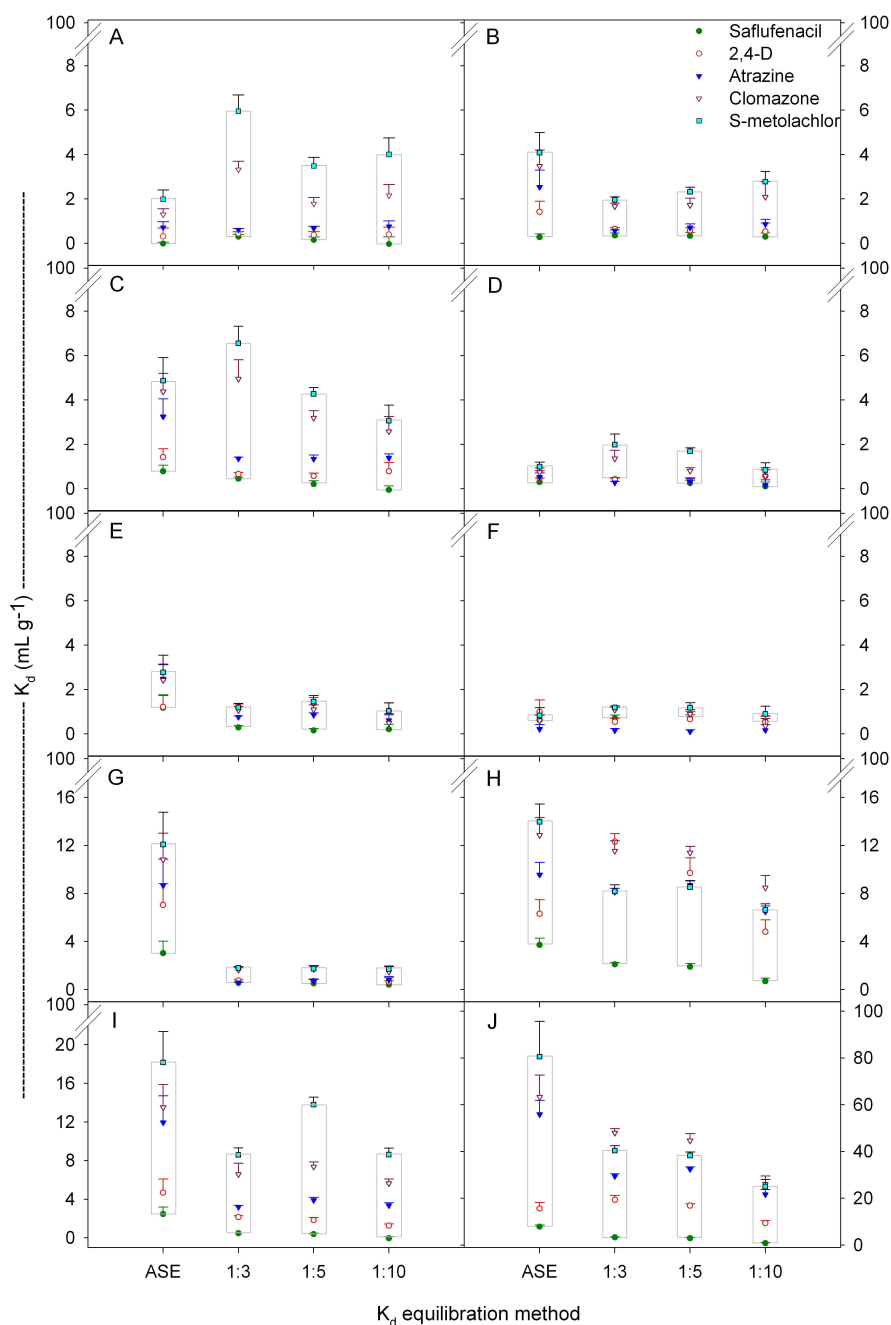 100 A B 100
Saflufenacil
2,4-D
Atrazine
Clomazone
S-metolachlor
8 8
6 6
4 4
2 2
0 0
100 C D 100
8 8
6 6
4 4
2 2
0 0
100 E F 100
8 8
6 6
4 4
2 2
0 0
100 G H 100
16 16
12 12
8 8
4 4
0 0
100 I J 100
20 80
16 60
12 40
8 20
4 0
0
Kd (mL g-1)
ASE 1:3 1:5 1:10 ASE 1:3 1:5 1:10
Kd equilibration method